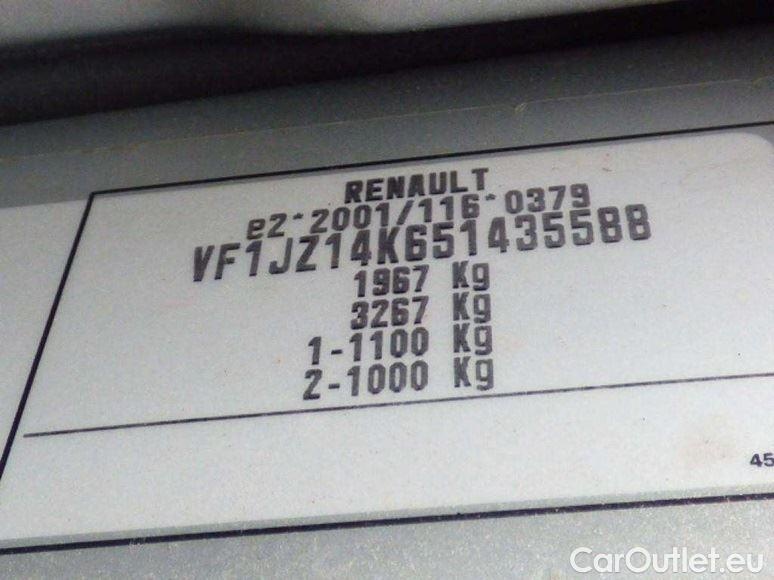 RENAULT
e2*2001/116*0379
VF1JZ14K651435588
1967 Kg
3267 Kg
1-1100 Kg
2-1000 Kg
45
CarOutlet.eu